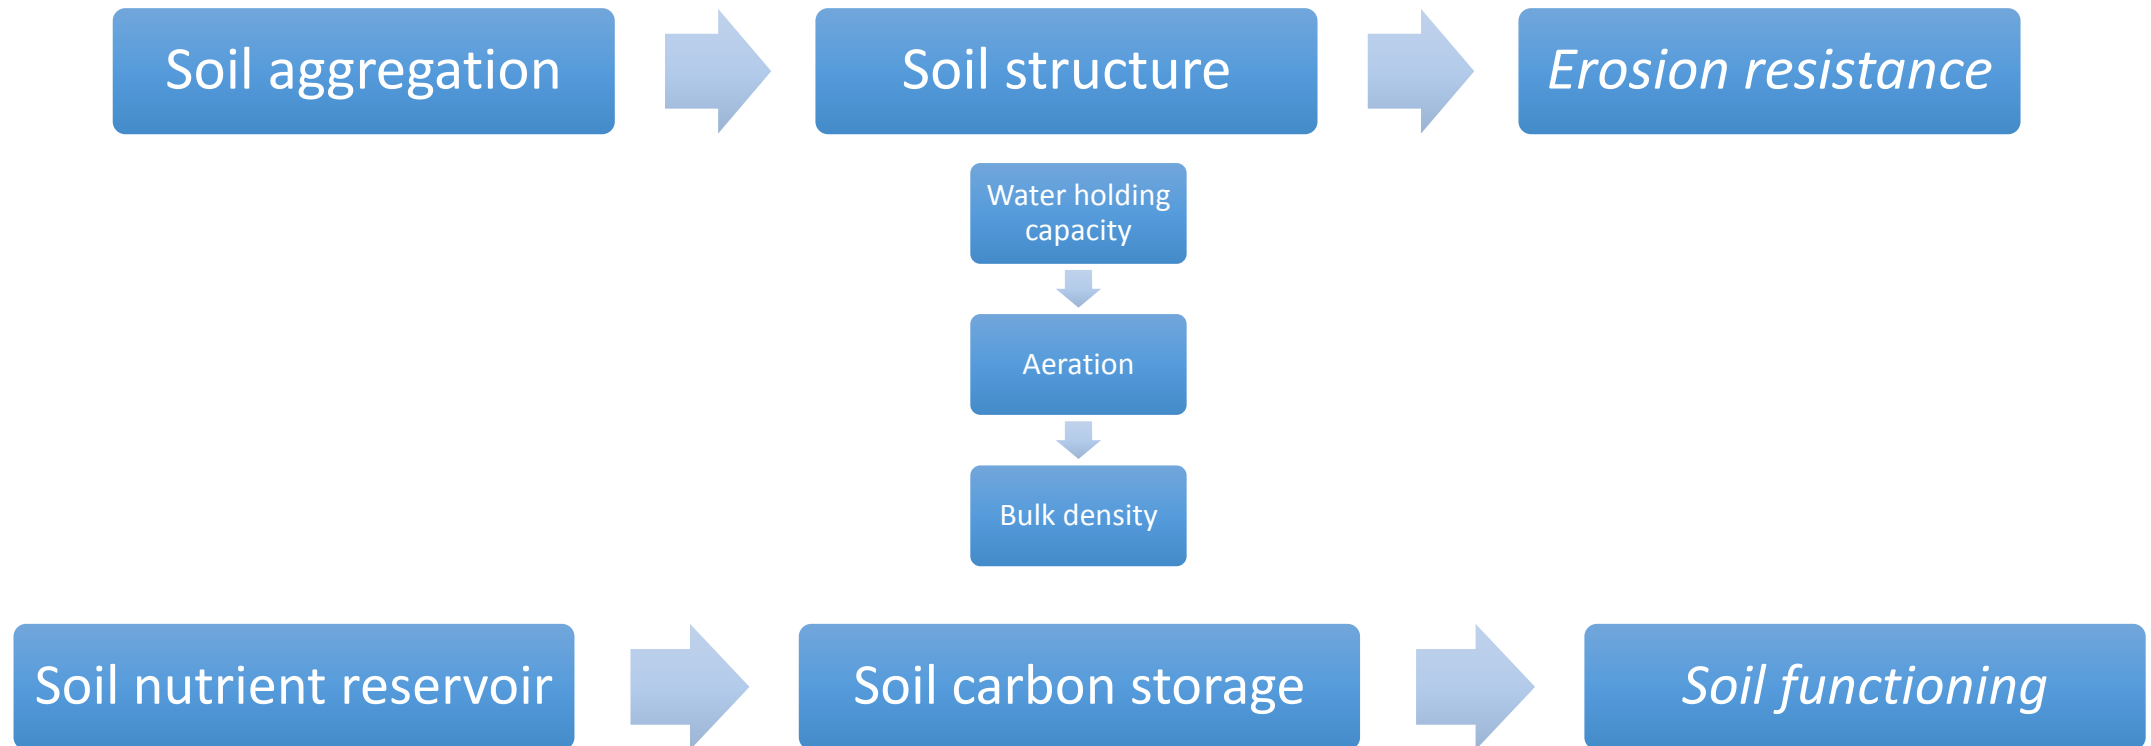 Soil aggregation
Soil structure
Erosion resistance
Water holding
capacity
Aeration
Bulk density
Soil nutrient reservoir
Soil carbon storage
Soil functioning